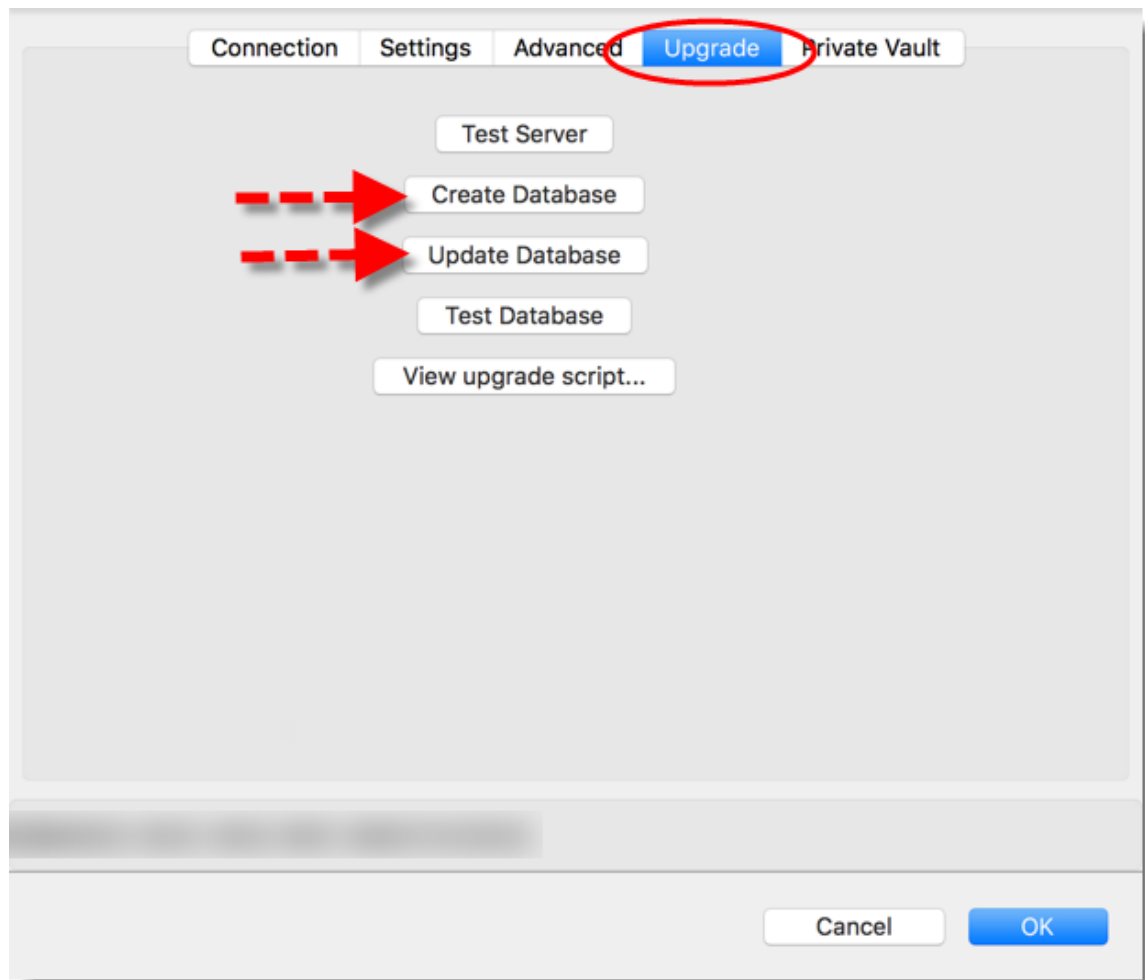 Connection Settings Advanced Upgrade Private Vault
Test Server
Create Database
Update Database
Test Database
View upgrade script...
Cancel OK